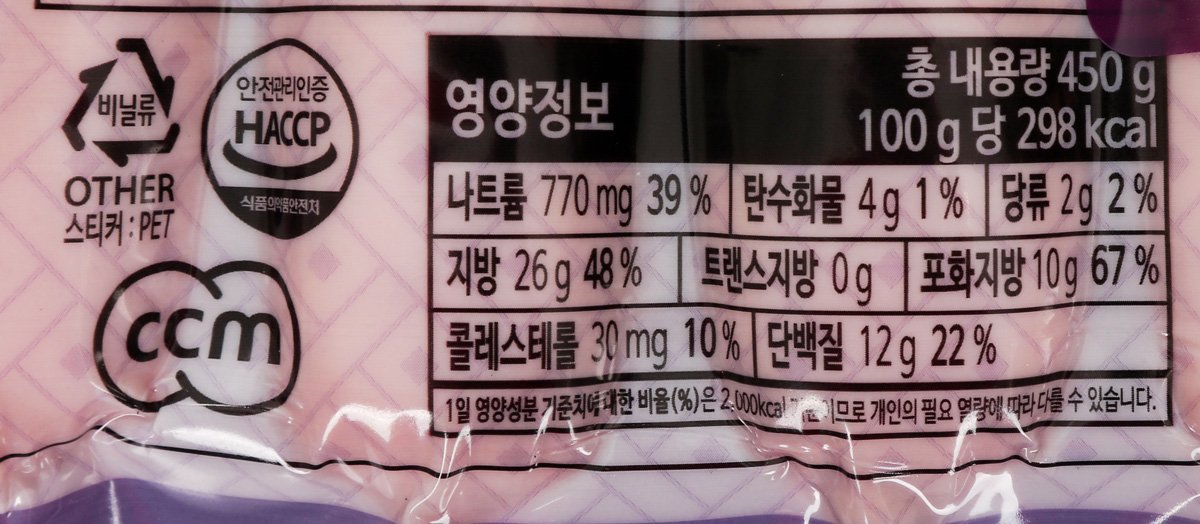 비닐류
OTHER
스티커 : PET
안전관리인증
HACCP
식품의약품안전처
ccm
영양정보
총 내용량 450 g
100 g 당 298 kcal
나트륨 770 mg 39 % 탄수화물 4 g 1 % 당류 2 g 2 %
지방 26 g 48 % 트랜스지방 0 g 포화지방 10 g 67 %
콜레스테롤 30 mg 10 % 단백질 12 g 22 %
1일 영양성분 기준치에 대한 비율(%)은 2,000kcal 기준이므로 개인의 필요 열량에 따라 다를 수 있습니다.